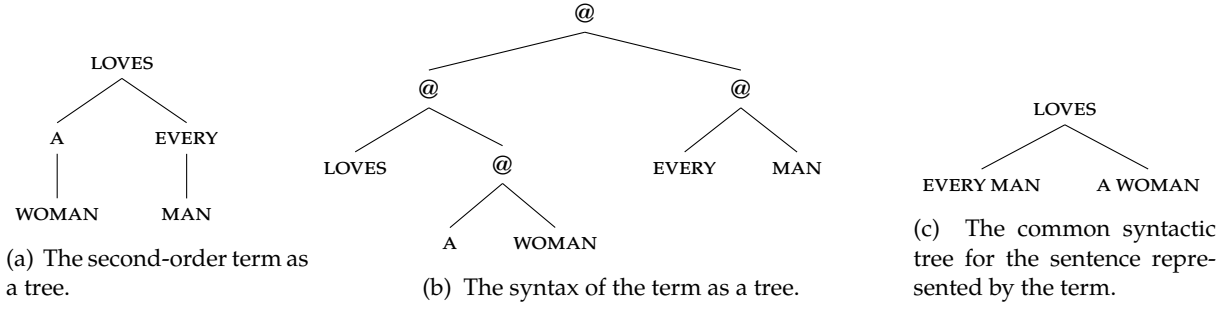 LOVES
A EVERY
WOMAN MAN
(a) The second-order term as
a tree.
@
@ @
LOVES @ EVERY MAN
A WOMAN
(b) The syntax of the term as a tree.
LOVES
EVERY MAN A WOMAN
(c) The common syntactic
tree for the sentence repre-
sented by the term.